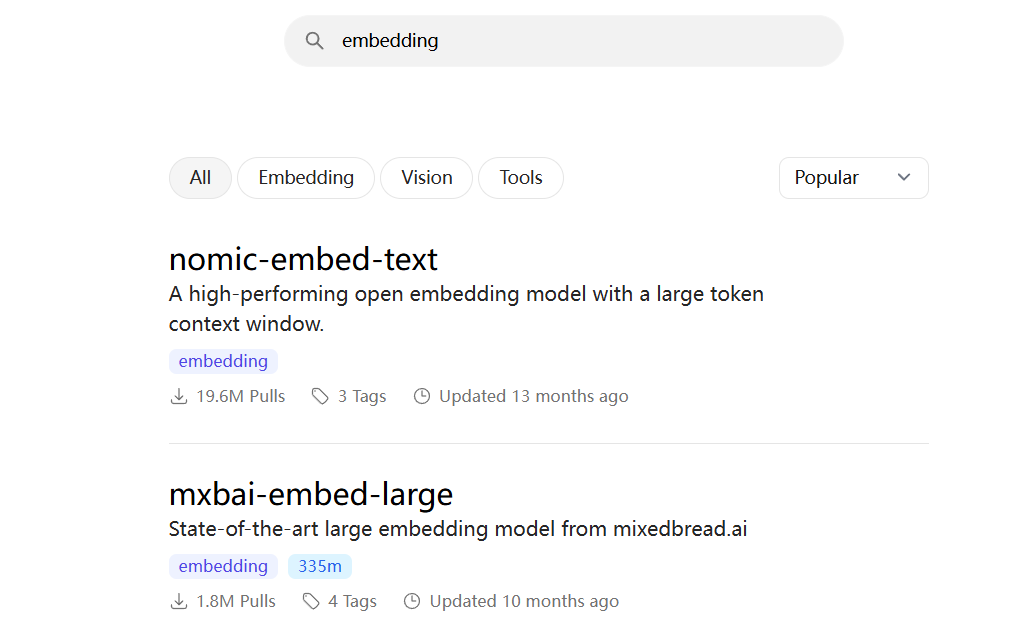 embedding
All Embedding Vision Tools Popular
nomic-embed-text
A high-performing open embedding model with a large token
context window.
embedding
19.6M Pulls 3 Tags Updated 13 months ago
mxbai-embed-large
State-of-the-art large embedding model from mixedbread.ai
embedding 335m
1.8M Pulls 4 Tags Updated 10 months ago